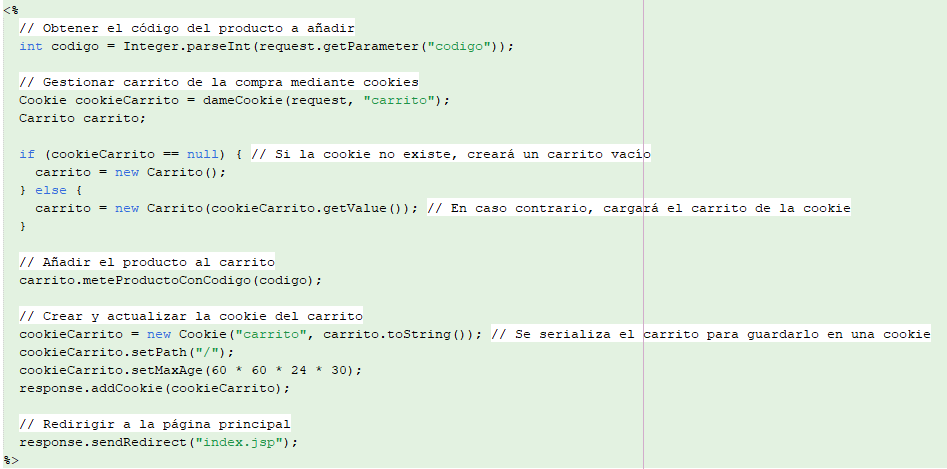 <%
// Obtener el código del producto a añadir
int codigo = Integer.parseInt(request.getParameter("codigo"));
// Gestionar carrito de la compra mediante cookies
Cookie cookieCarrito = dameCookie(request, "carrito");
Carrito carrito;
if (cookieCarrito == null) { // Si la cookie no existe, creará un carrito vacío
carrito = new Carrito();
} else {
carrito = new Carrito(cookieCarrito.getValue()); // En caso contrario, cargará el carrito de la cookie
}
// Añadir el producto al carrito
carrito.meteProductoConCodigo(codigo);
// Crear y actualizar la cookie del carrito
cookieCarrito = new Cookie("carrito", carrito.toString()); // Se serializa el carrito para guardarlo en una cookie
cookieCarrito.setPath("/");
cookieCarrito.setMaxAge(60 * 60 * 24 * 30);
response.addCookie(cookieCarrito);
// Redirigir a la página principal
response.sendRedirect("index.jsp");
%>